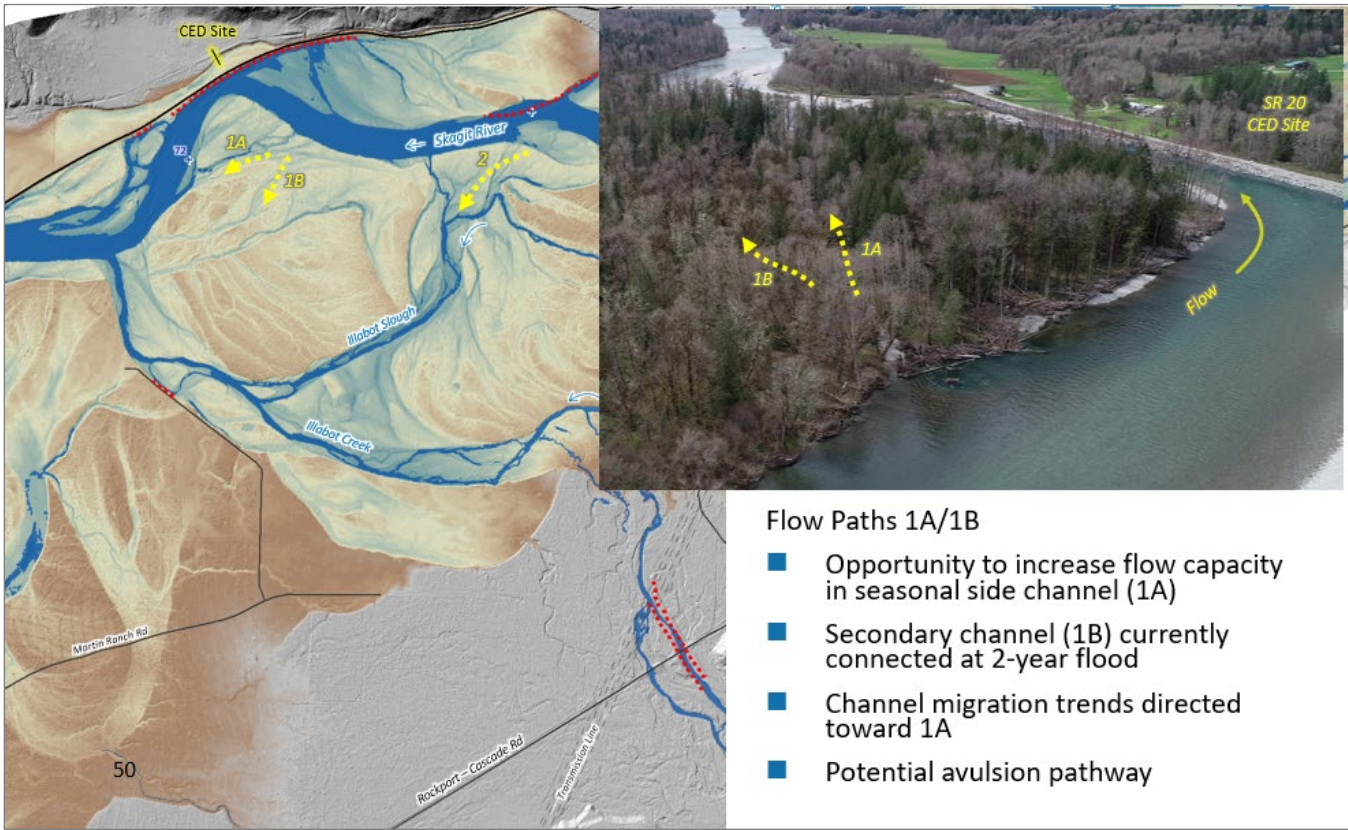 CED Site
Skagit River
72
1A
1B
2
Illabot Slough
Illabot Creek
Martin Ranch Rd
50
Rockport – Cascade Rd
Transmission Line
SR 20
CED Site
1A
1B
Flow
Flow Paths 1A/1B
Opportunity to increase flow capacity
in seasonal side channel (1A)
Secondary channel (1B) currently
connected at 2-year flood
Channel migration trends directed
toward 1A
Potential avulsion pathway